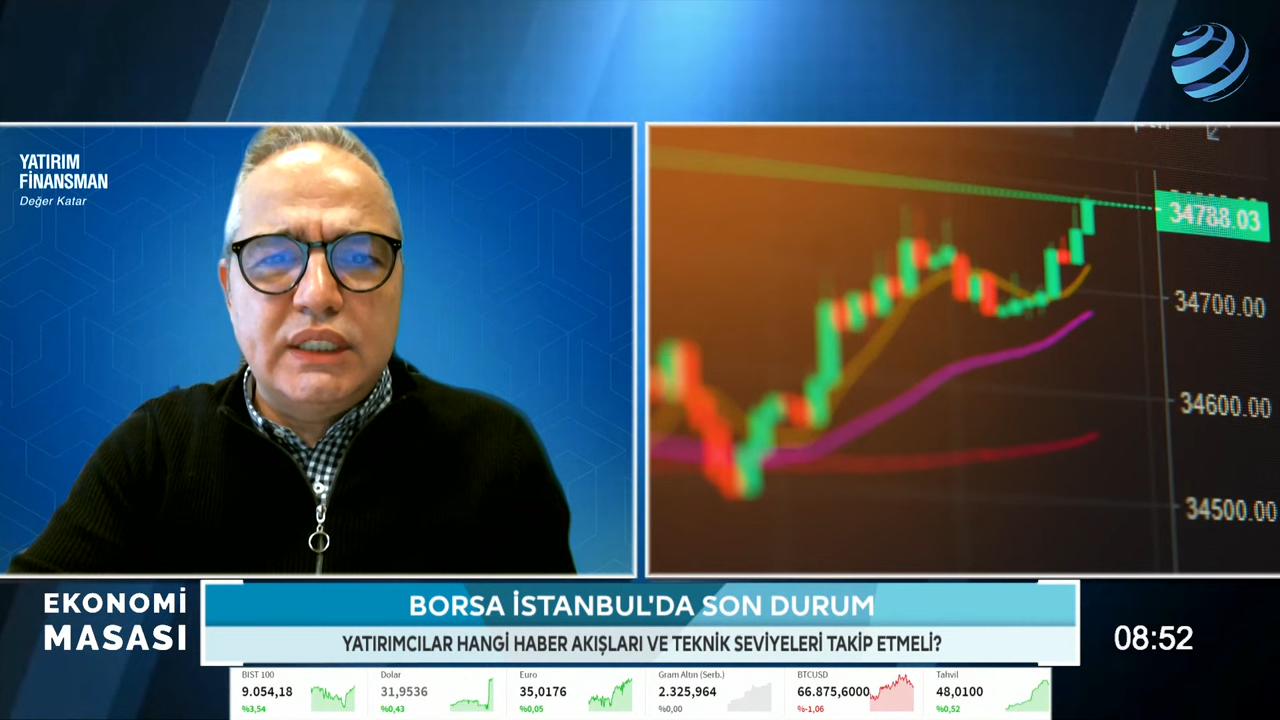 YATIRIM
FİNANSMAN
Değer Katar
34788.03
34700.00
34600.00
34500.00
EKONOMİ
MASASI
BORSA İSTANBUL'DA SON DURUM
YATIRIMCILAR HANGİ HABER AKIŞLARI VE TEKNİK SEVİYELERİ TAKİP ETMELİ?
08:52
BIST 100
9.054,18
%3,54
Dolar
31,9536
%0,43
Euro
35,0176
%0,05
Gram Altın (Serb.)
2.325,964
%0,00
BTCUSD
66.875,6000
%-1,06
Tahvil
48,0100
%0,52